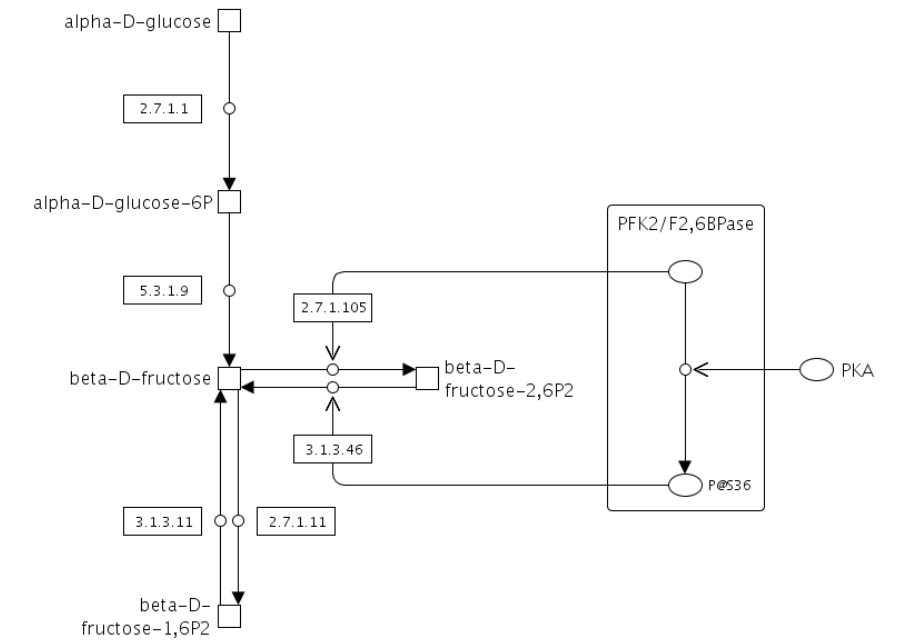 alpha-D-glucose
2.7.1.1
alpha-D-glucose-6P
PFK2/F2,6BPase
5.3.1.9
2.7.1.105
beta-D-fructose
beta-D-
fructose-2,6P2
PKA
3.1.3.46
P@S36
3.1.3.11
2.7.1.11
beta-D-
fructose-1,6P2